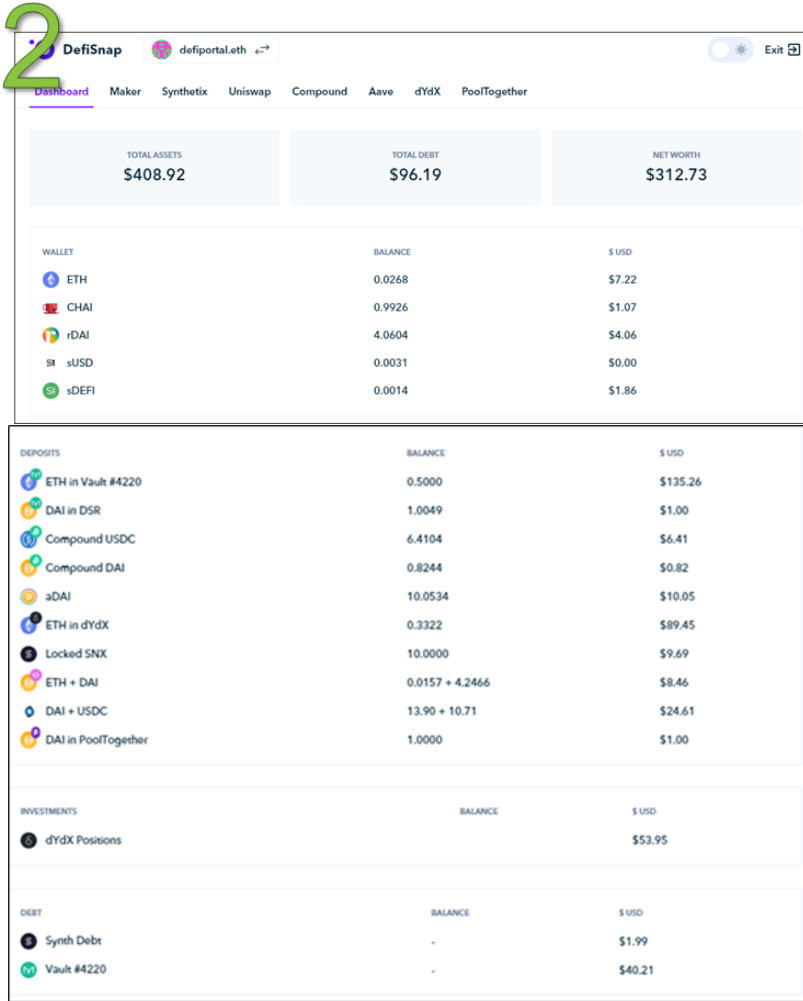 2
DefiSnap defiportal.eth Exit
Dashboard Maker Synthetix Uniswap Compound Aave dYdX PoolTogether
TOTAL ASSETS TOTAL DEBT NET WORTH
$408.92 $96.19 $312.73
WALLET BALANCE $ USD
ETH 0.0268 $7.22
CHAI 0.9926 $1.07
rDAI 4.0604 $4.06
sUSD 0.0031 $0.00
sDEFI 0.0014 $1.86
DEPOSITS BALANCE $ USD
ETH in Vault #4220 0.5000 $135.26
DAI in DSR 1.0049 $1.00
Compound USDC 6.4104 $6.41
Compound DAI 0.8244 $0.82
aDAI 10.0534 $10.05
ETH in dYdX 0.3322 $89.45
Locked SNX 10.0000 $9.69
ETH + DAI 0.0157 + 4.2466 $8.46
DAI + USDC 13.90 + 10.71 $24.61
DAI in PoolTogether 1.0000 $1.00
INVESTMENTS BALANCE $ USD
dYdX Positions $53.95
DEBT BALANCE $ USD
Synth Debt - $1.99
Vault #4220 - $40.21